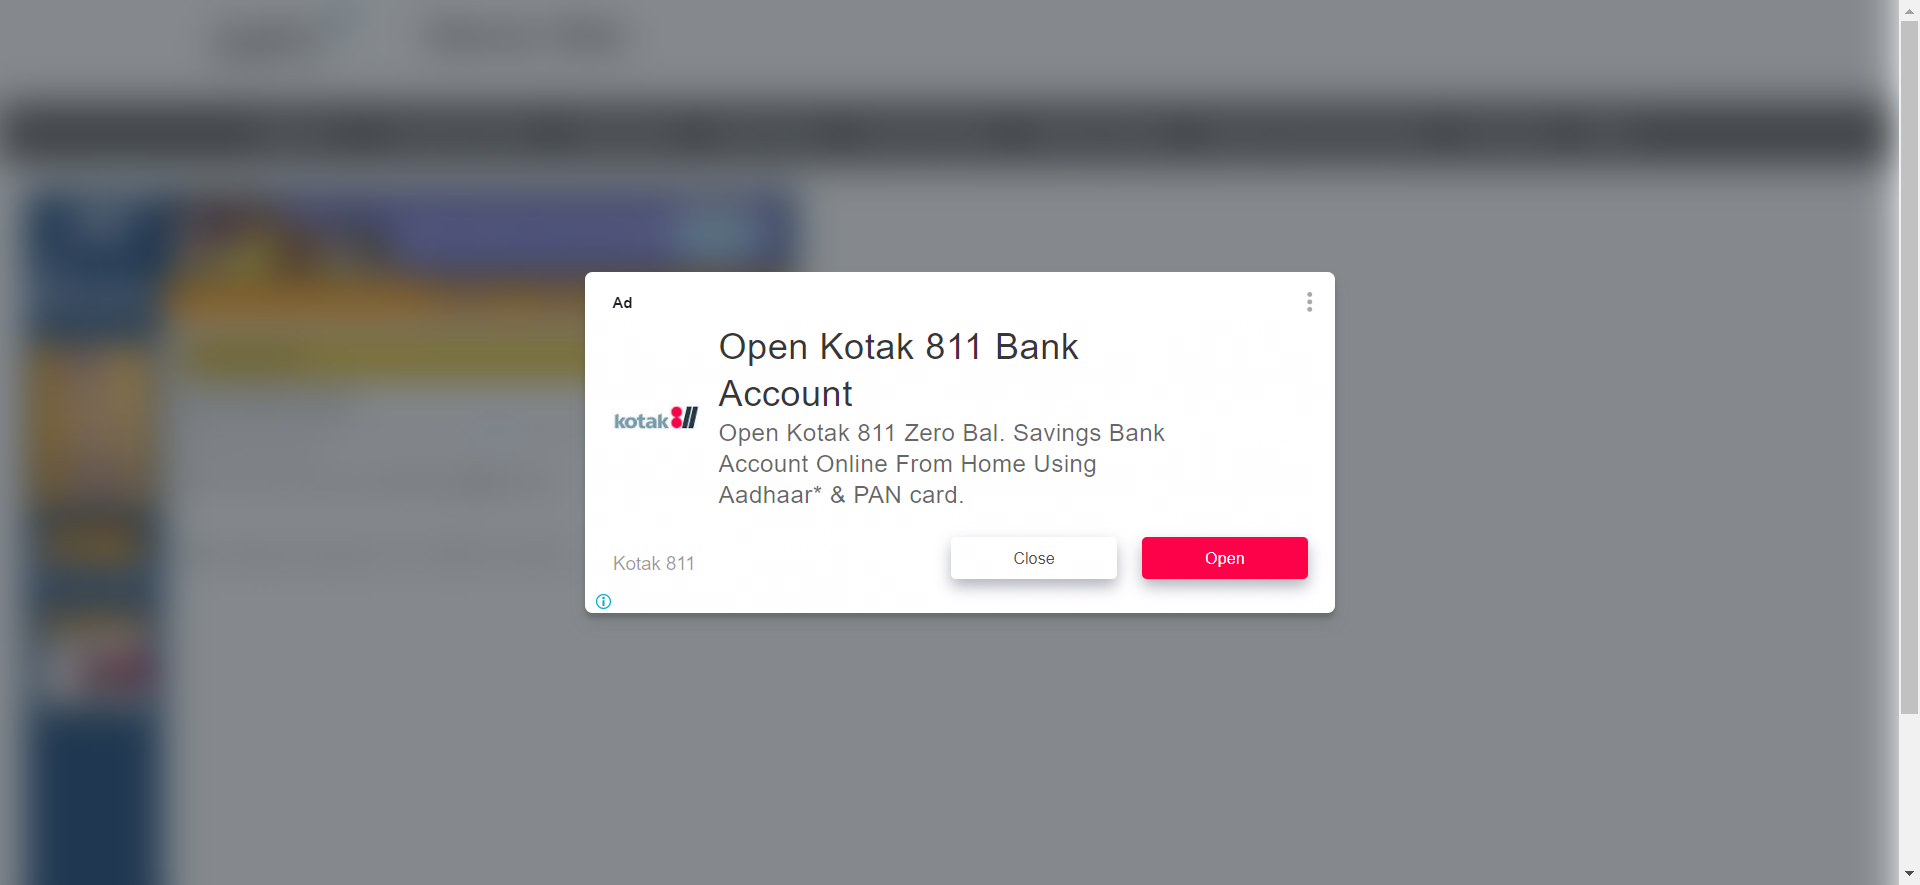 Ad
Open Kotak 811 Bank
Account
kotak811
Open Kotak 811 Zero Bal. Savings Bank
Account Online From Home Using
Aadhaar* & PAN card.
Kotak 811
Close
Open